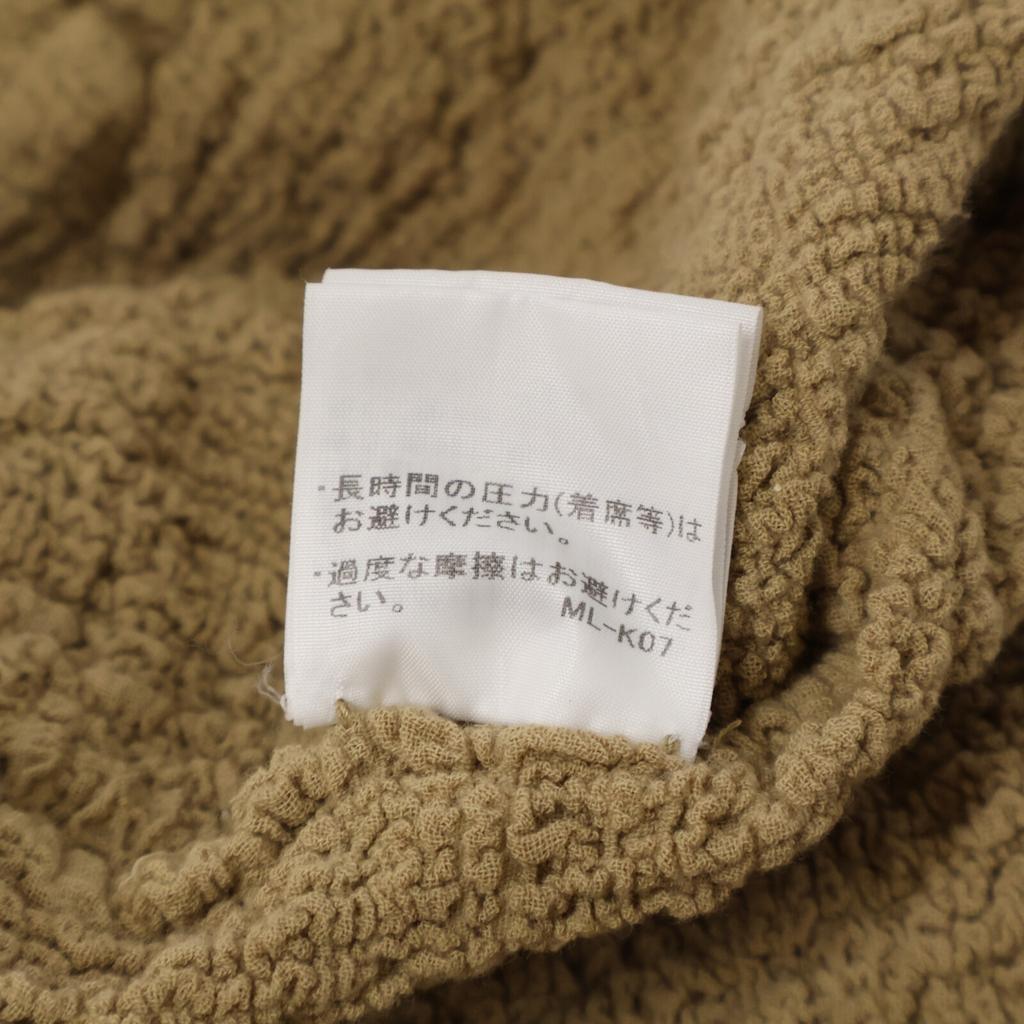 ・長時間の圧力(着席等)は
お避けください。
・過度な摩擦はお避けくだ
さい。
ML-K07